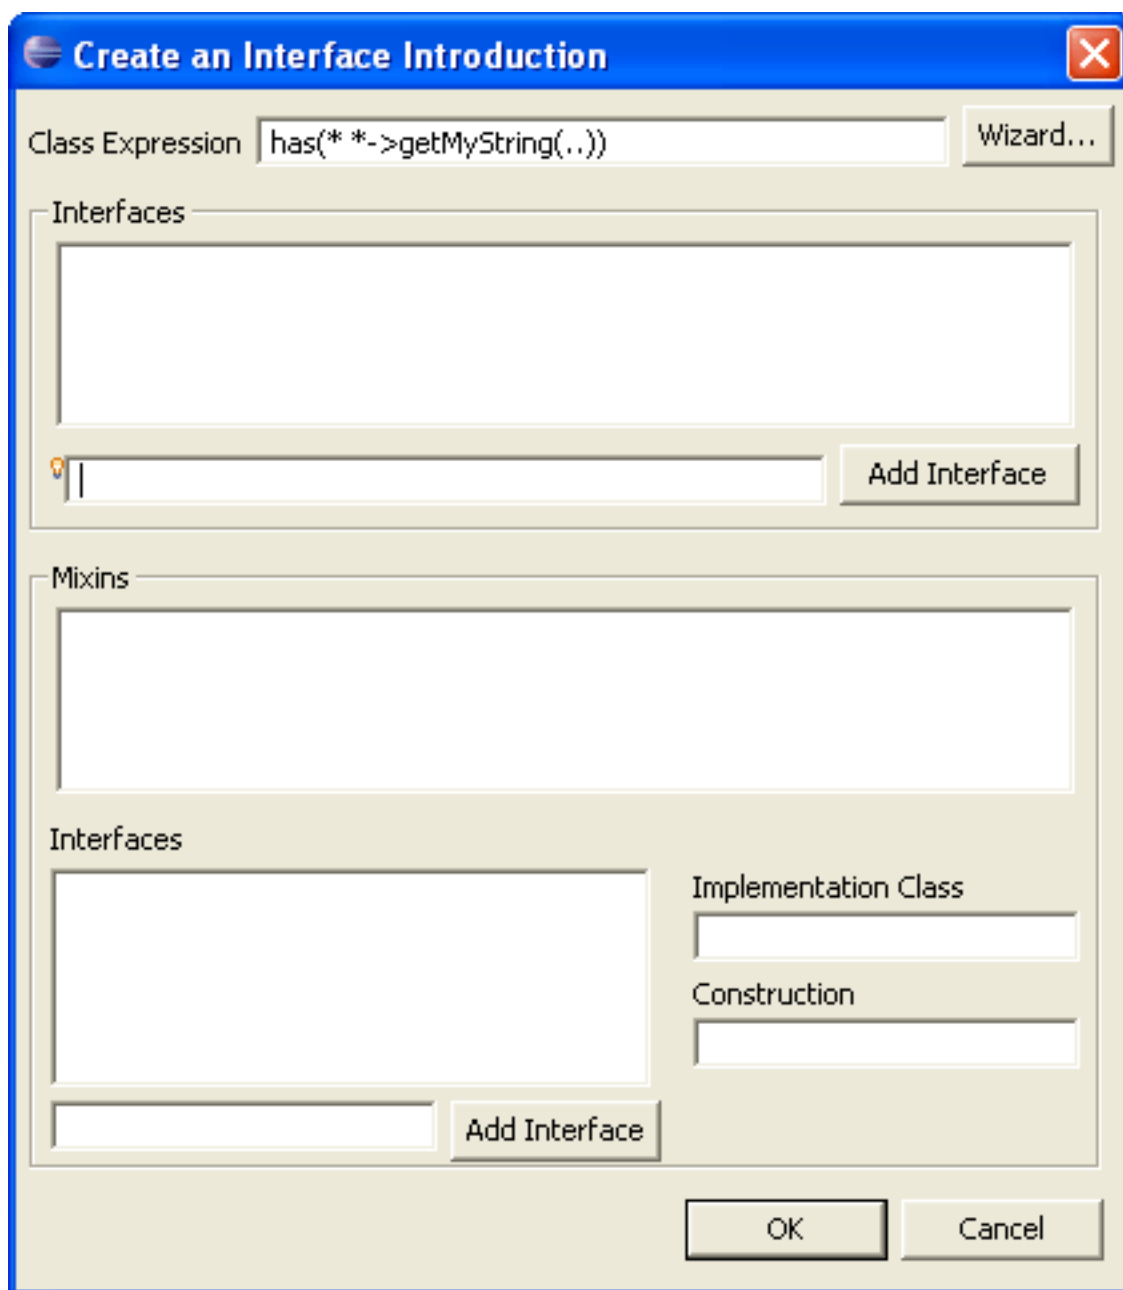 Create an Interface Introduction
Class Expression has(* *->getMyString(..)) Wizard...
Interfaces
Add Interface
Mixins
Interfaces
Implementation Class
Construction
Add Interface
OK Cancel